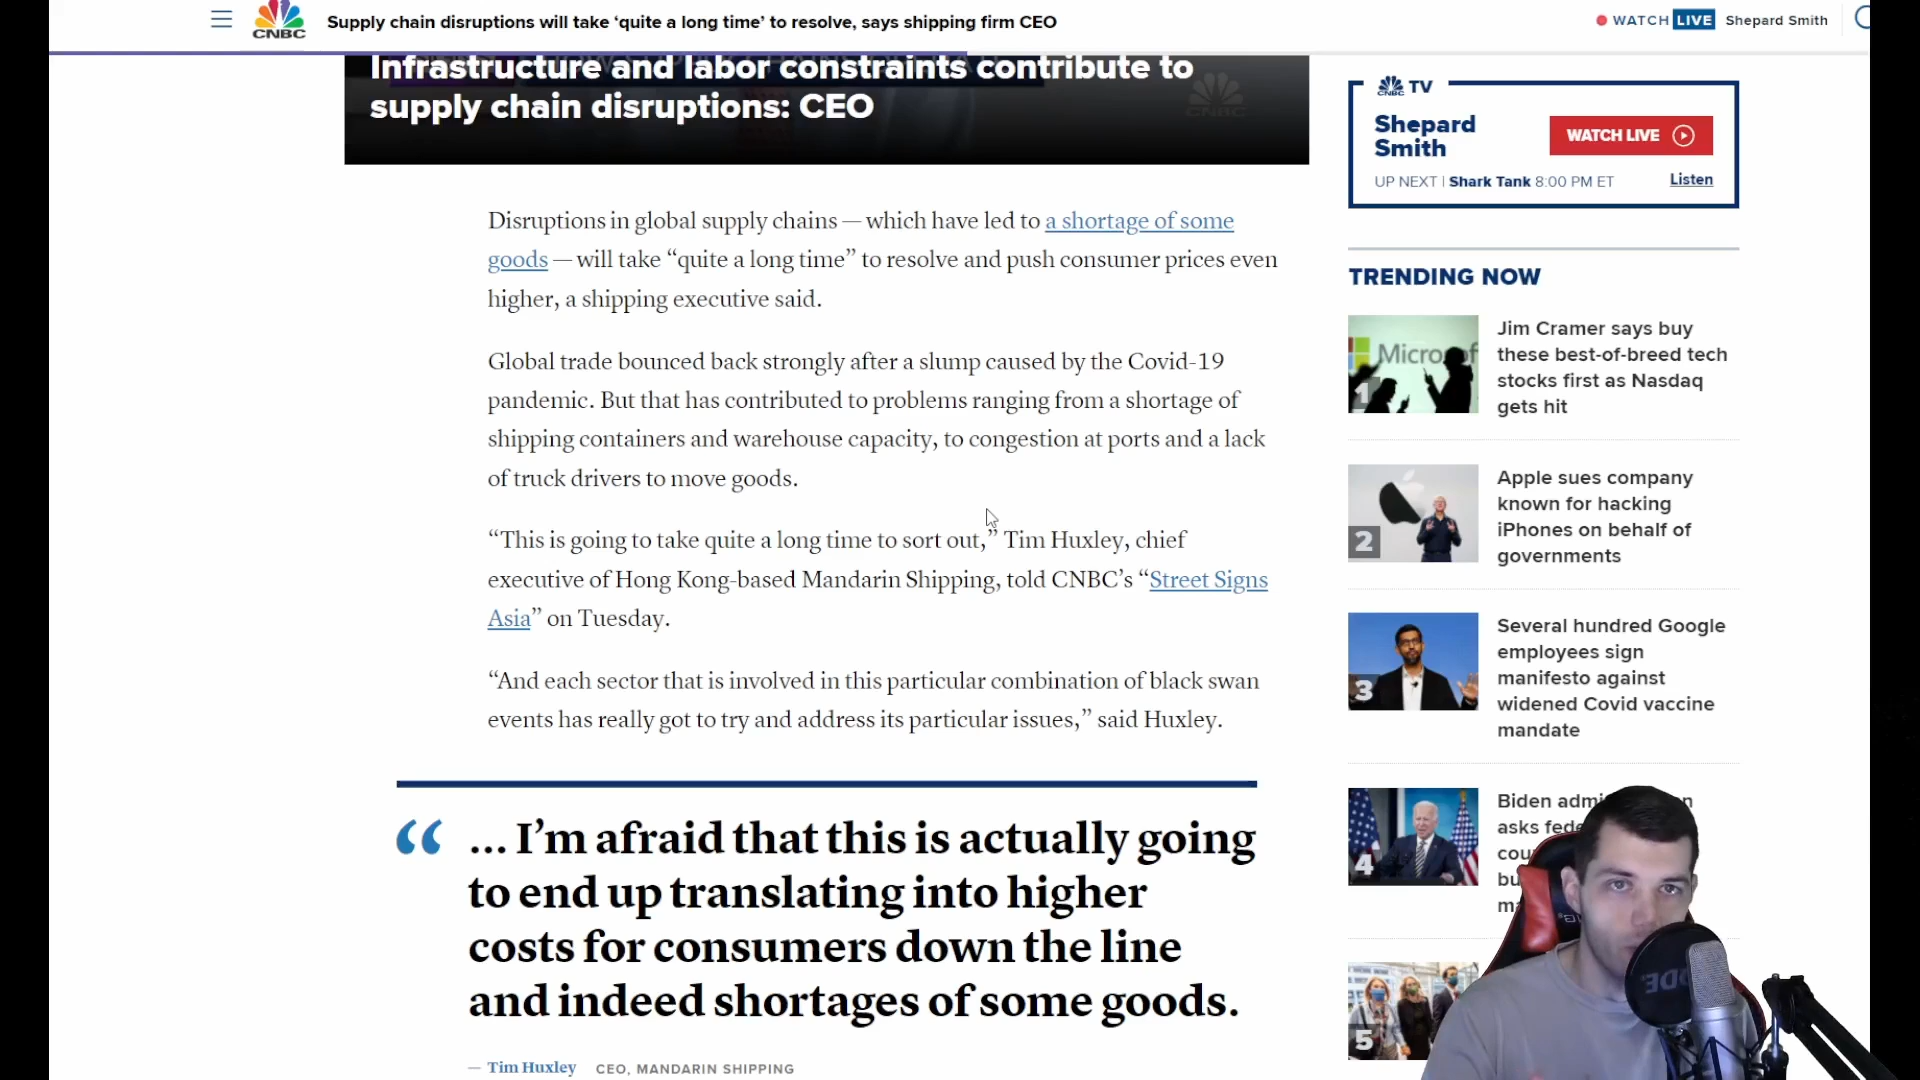 CNBC
Supply chain disruptions will take ‘quite a long time’ to resolve, says shipping firm CEO
WATCH LIVE Shepard Smith
Infrastructure and labor constraints contribute to
supply chain disruptions: CEO
CNBC
Disruptions in global supply chains — which have led to a shortage of some
goods — will take “quite a long time” to resolve and push consumer prices even
higher, a shipping executive said.
Global trade bounced back strongly after a slump caused by the Covid-19
pandemic. But that has contributed to problems ranging from a shortage of
shipping containers and warehouse capacity, to congestion at ports and a lack
of truck drivers to move goods.
“This is going to take quite a long time to sort out,” Tim Huxley, chief
executive of Hong Kong-based Mandarin Shipping, told CNBC’s “Street Signs
Asia” on Tuesday.
“And each sector that is involved in this particular combination of black swan
events has really got to try and address its particular issues,” said Huxley.
“ ... I’m afraid that this is actually going
to end up translating into higher
costs for consumers down the line
and indeed shortages of some goods.
— Tim Huxley CEO, MANDARIN SHIPPING
CNBC TV
Shepard
Smith
WATCH LIVE
UP NEXT | Shark Tank 8:00 PM ET
Listen
TRENDING NOW
Microsof
1
Jim Cramer says buy
these best-of-breed tech
stocks first as Nasdaq
gets hit
2
Apple sues company
known for hacking
iPhones on behalf of
governments
3
Several hundred Google
employees sign
manifesto against
widened Covid vaccine
mandate
4
Biden adm
asks fede
cou
bu
ma
5